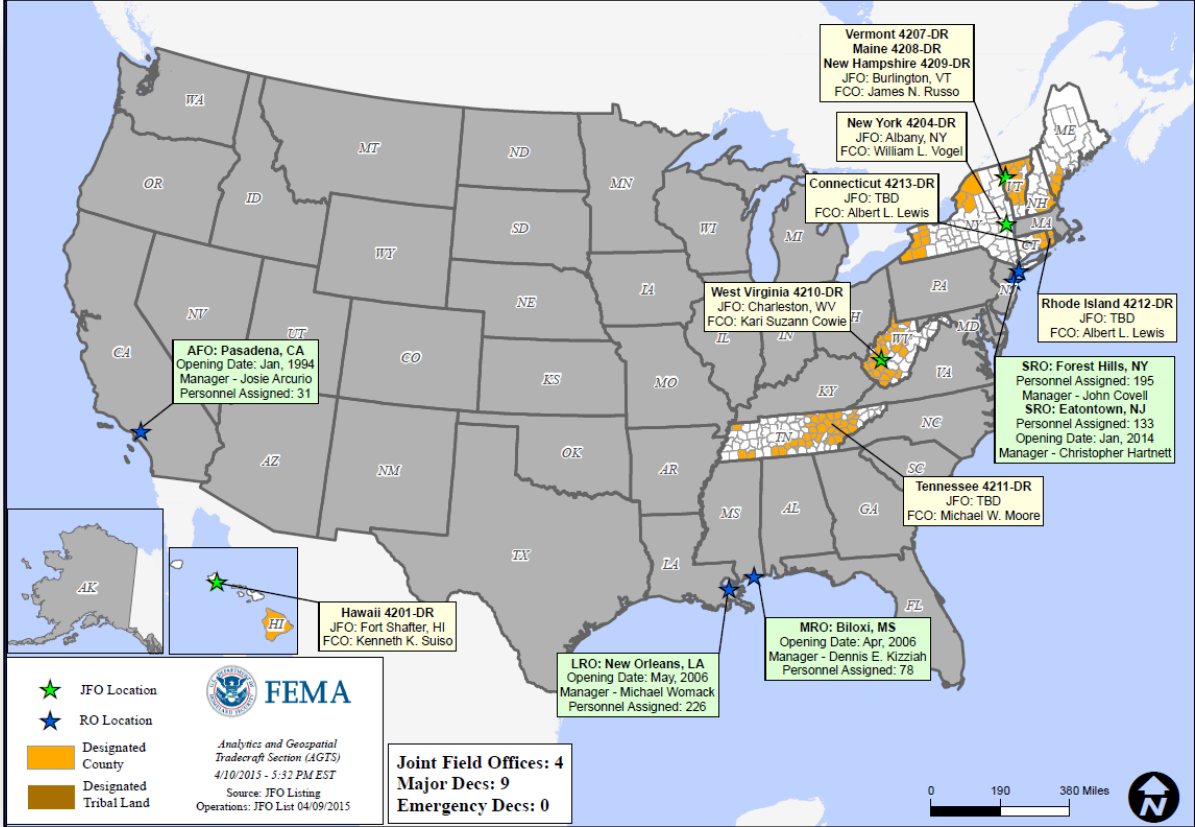 Vermont 4207-DR
Maine 4208-DR
New Hampshire 4209-DR
JFO: Burlington, VT
FCO: James N. Russo
New York 4204-DR
JFO: Albany, NY
FCO: William L. Vogel
Connecticut 4213-DR
JFO: TBD
FCO: Albert L. Lewis
West Virginia 4210-DR
JFO: Charleston, WV
FCO: Kari Suzann Cowie
Rhode Island 4212-DR
JFO: TBD
FCO: Albert L. Lewis
AFO: Pasadena, CA
Opening Date: Jan, 1994
Manager - Josie Arcurio
Personnel Assigned: 31
SRO: Forest Hills, NY
Personnel Assigned: 195
Manager - John Covell
SRO: Eatontown, NJ
Personnel Assigned: 133
Opening Date: Jan, 2014
Manager - Christopher Hartnett
Tennessee 4211-DR
JFO: TBD
FCO: Michael W. Moore
Hawaii 4201-DR
JFO: Fort Shafter, HI
FCO: Kenneth K. Suiso
MRO: Biloxi, MS
Opening Date: Apr, 2006
Manager - Dennis E. Kizziah
Personnel Assigned: 78
LRO: New Orleans, LA
Opening Date: May, 2006
Manager - Michael Womack
Personnel Assigned: 226
WA
MT
ND
MN
ME
OR
ID
SD
WI
MI
VT
NH
NY
MA
CT
WY
IA
PA
NE
NV
UT
CO
IL
IN
H
WV
MD
VA
CA
KS
MO
KY
AZ
NM
OK
AR
TN
NC
SC
MS
AL
GA
TX
LA
FL
AK
HI
N
JFO Location
RO Location
Designated
County
Designated
Tribal Land
U.S. DEPARTMENT OF
HOMELAND SECURITY
FEMA
Analytics and Geospatial
Tradecraft Section (AGTS)
4/10/2015 - 5:32 PM EST
Source: JFO Listing
Operations: JFO List 04/09/2015
Joint Field Offices: 4
Major Decs: 9
Emergency Decs: 0
0 190 380 Miles
N